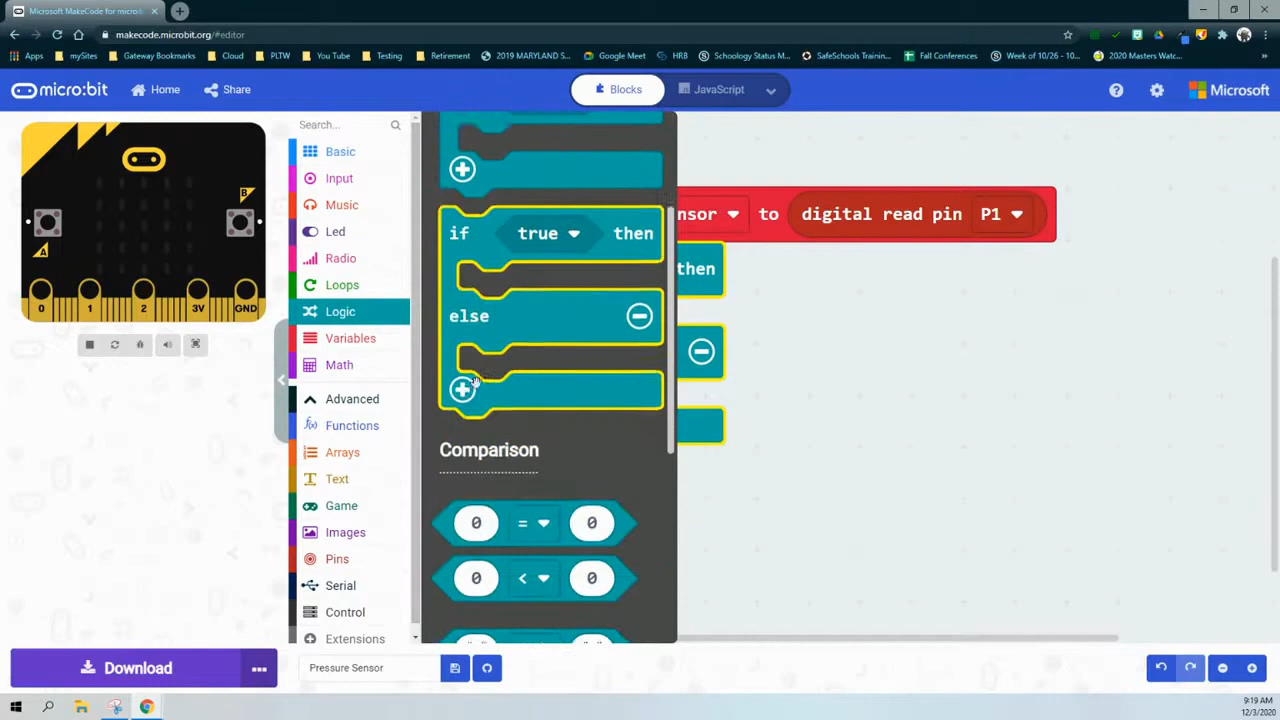 Microsoft MakeCode for micro:bi
makecode.microbit.org/#editor
Apps
mySites
Gateway Bookmarks
Cloud
PLTW
You Tube
Testing
Retirement
2019 MARYLAND S...
Google Meet
HRB
Schoology Status M...
SafeSchools Trainin...
Fall Conferences
Week of 10/26 - 10...
2020 Masters Watc...
micro:bit
Home
Share
Blocks
JavaScript
Microsoft
Search...
Basic
Input
Music
Led
Radio
Loops
Logic
Variables
Math
Advanced
Functions
Arrays
Text
Game
Images
Pins
Serial
Control
Extensions
A
B
0 1 2 3V GND
if true then
else
Comparison
0 = 0
0 < 0
nsor to digital read pin P1
then
Download
Pressure Sensor
9:19 AM
12/3/2020